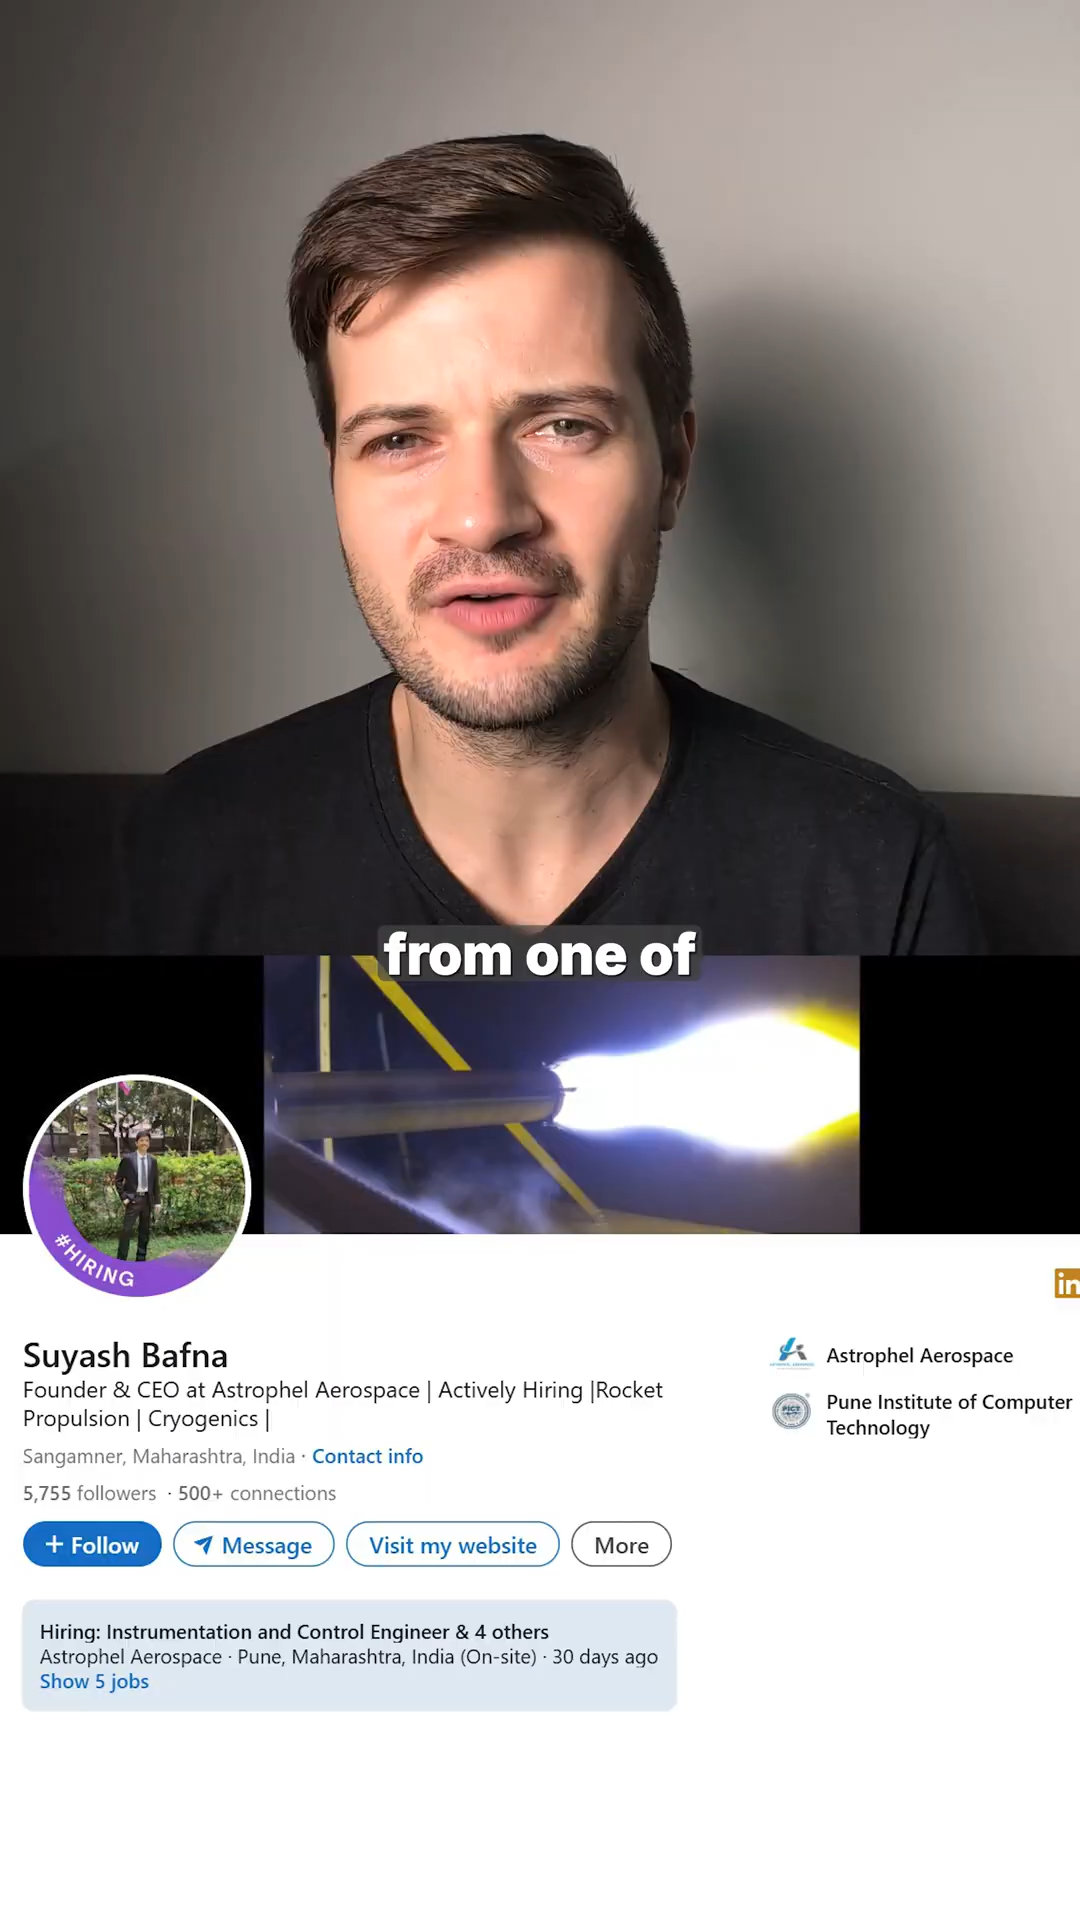 from one of
#HIRING
in
Suyash Bafna
Founder & CEO at Astrophel Aerospace | Actively Hiring |Rocket
Propulsion | Cryogenics |
Sangamner, Maharashtra, India · Contact info
5,755 followers · 500+ connections
+ Follow
Message
Visit my website
More
Astrophel Aerospace
PICT
Pune Institute of Computer
Technology
Hiring: Instrumentation and Control Engineer & 4 others
Astrophel Aerospace · Pune, Maharashtra, India (On-site) · 30 days ago
Show 5 jobs